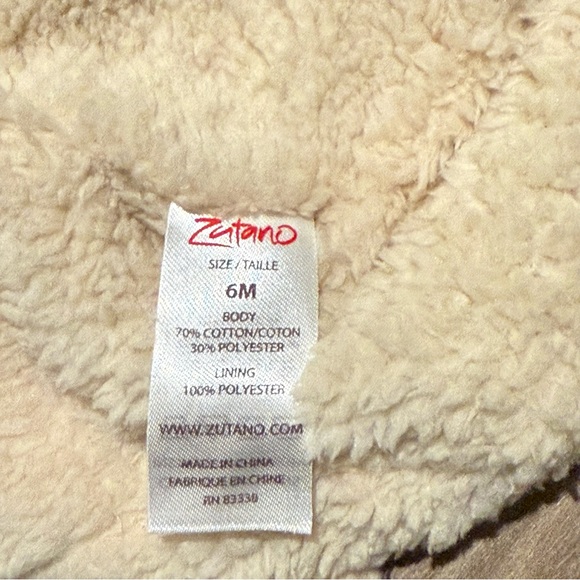 Zutano
SIZE / TAILLE
6M
BODY
70% COTTON/COTON
30% POLYESTER
LINING
100% POLYESTER
WWW.ZUTANO.COM
MADE IN CHINA
FABRIQUE EN CHINE
RN 83338